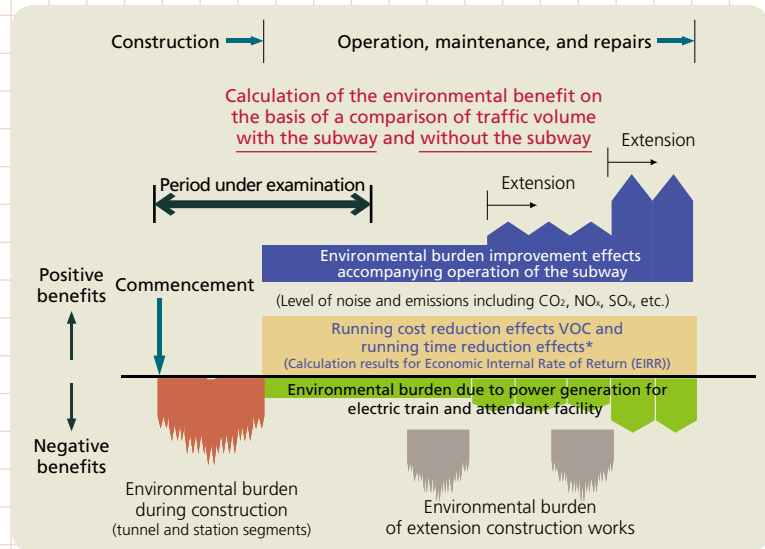 Construction
Operation, maintenance, and repairs
Calculation of the environmental benefit on
the basis of a comparison of traffic volume
with the subway and without the subway
Extension
Period under examination
Extension
Environmental burden improvement effects
accompanying operation of the subway
Positive
benefits
Commencement
(Level of noise and emissions including CO₂, NOₓ, SOₓ, etc.)
Running cost reduction effects VOC and
running time reduction effects*
(Calculation results for Economic Internal Rate of Return (EIRR))
Environmental burden due to power generation for
electric train and attendant facility
Negative
benefits
Environmental burden
during construction
(tunnel and station segments)
Environmental burden
of extension construction works